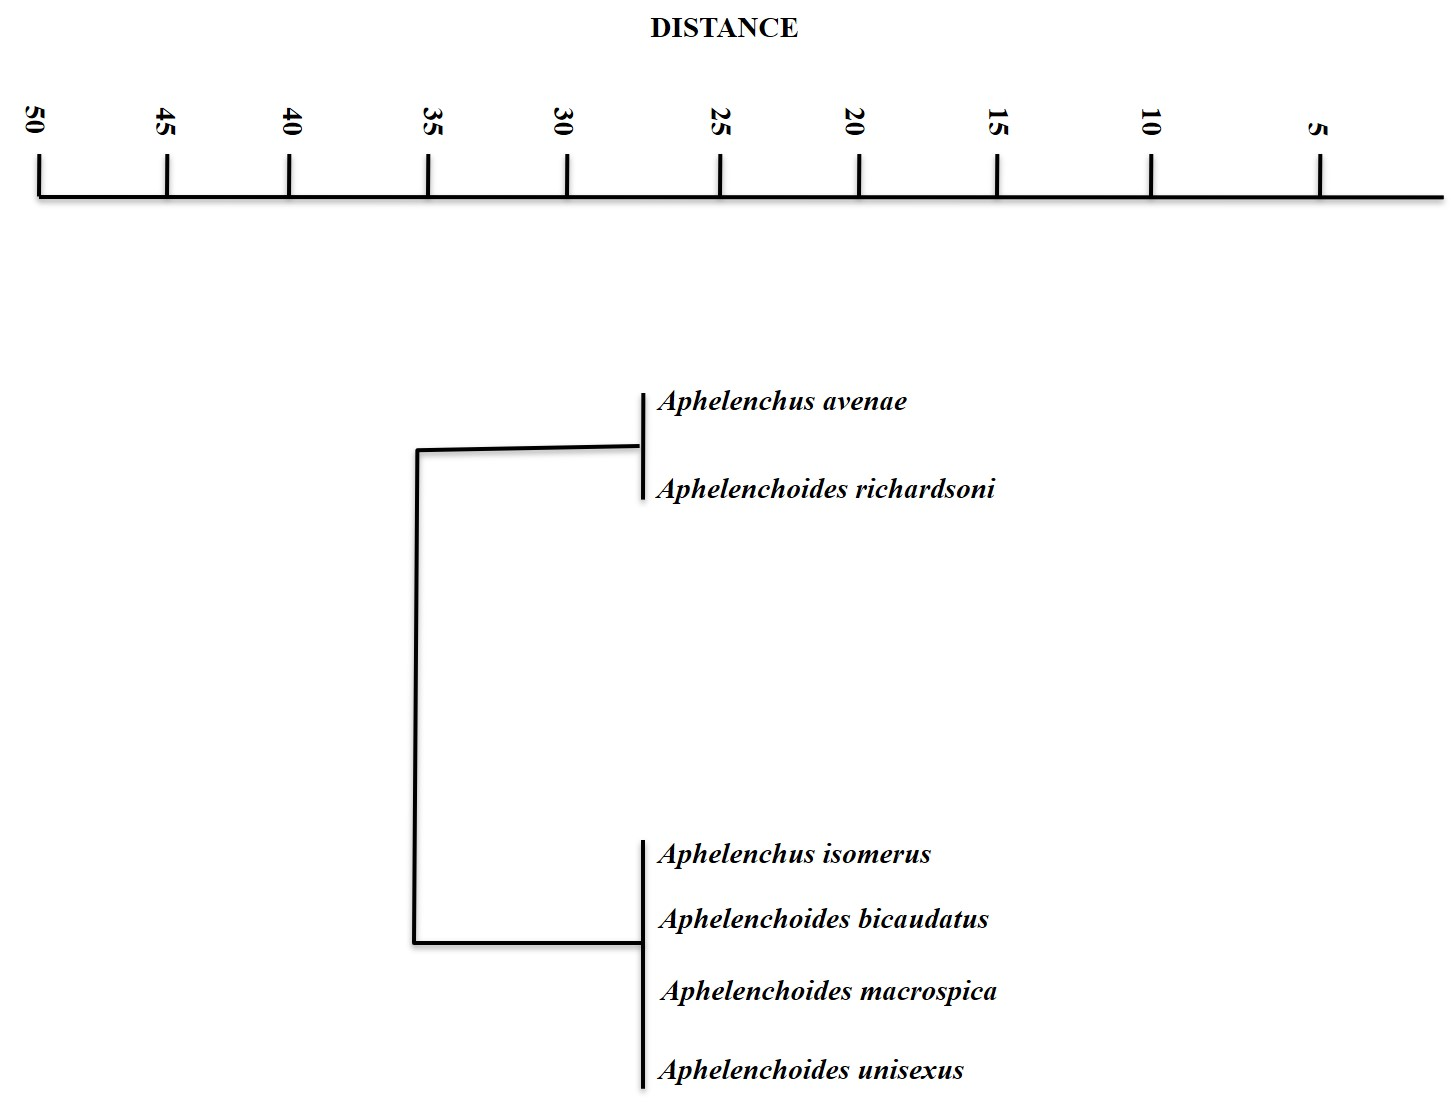 DISTANCE
50 45 40 35 30 25 20 15 10 5
Aphelenchus avenae
Aphelenchoides richardsoni
Aphelenchus isomerus
Aphelenchoides bicaudatus
Aphelenchoides macrospica
Aphelenchoides unisexus